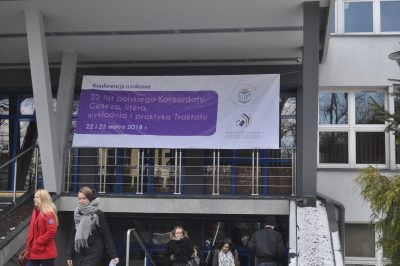 Konferencja naukowa
25 lat polskiego Konkordatu.
Geneza, litera,
wykładnia i praktyka Traktatu
22 i 23 marca 2018 r.